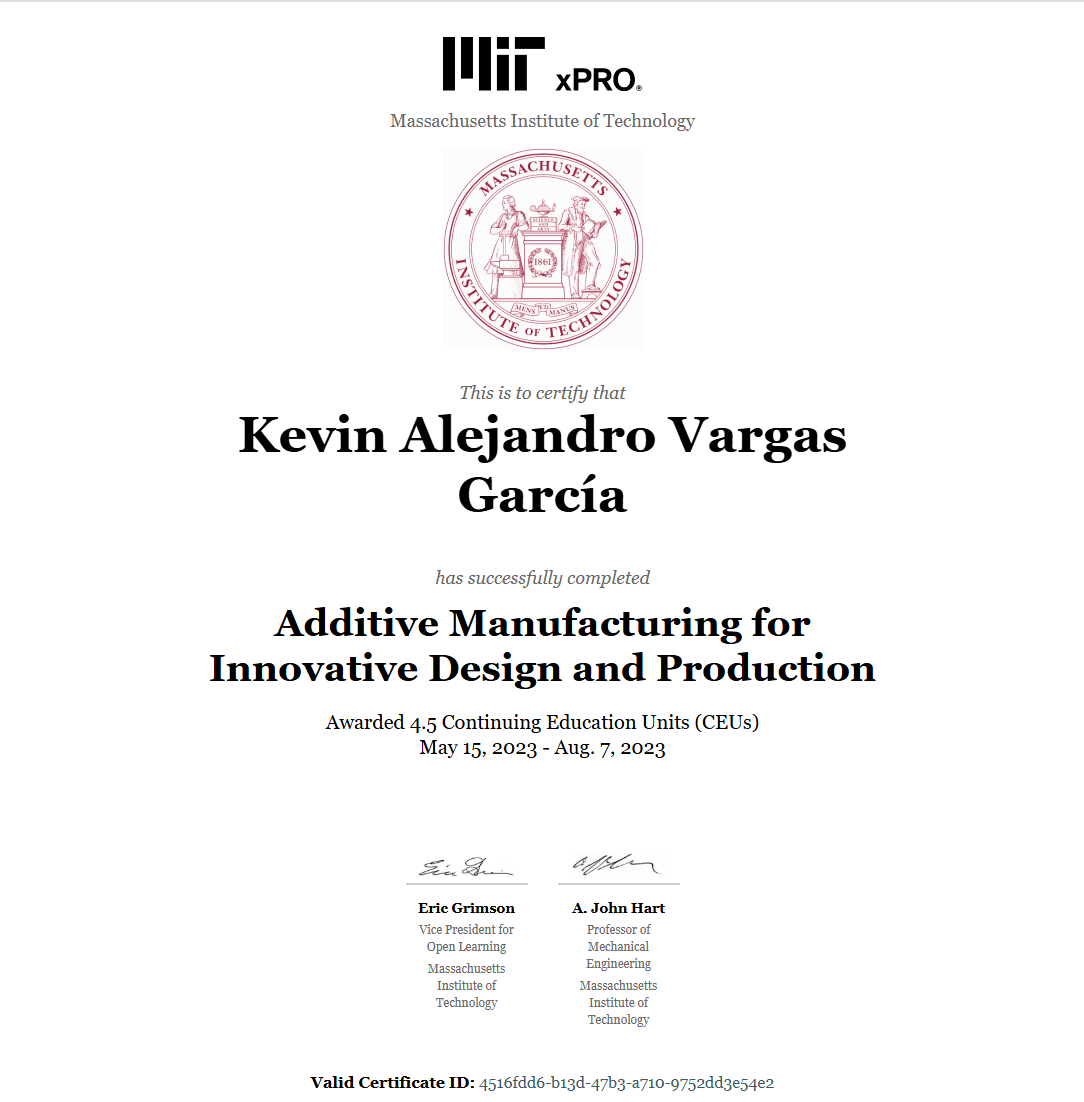 MIT xPRO®
Massachusetts Institute of Technology
MASSACHUSETTS
INSTITUTE OF TECHNOLOGY
SCIENCE
AND
ARTS
1861
MENS ET MANUS
This is to certify that
Kevin Alejandro Vargas
García
has successfully completed
Additive Manufacturing for
Innovative Design and Production
Awarded 4.5 Continuing Education Units (CEUs)
May 15, 2023 - Aug. 7, 2023
Eric Grimson
Vice President for
Open Learning
Massachusetts
Institute of
Technology
A. John Hart
Professor of
Mechanical
Engineering
Massachusetts
Institute of
Technology
Valid Certificate ID: 4516fdd6-b13d-47b3-a710-9752dd3e54e2